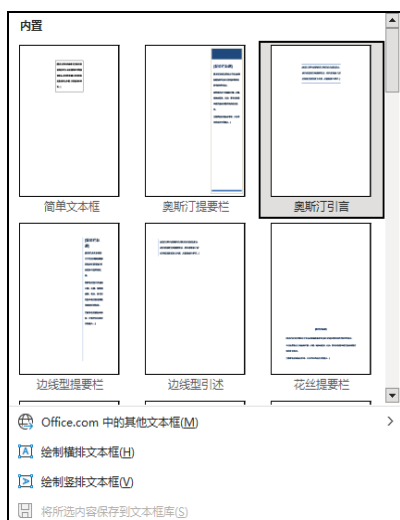 内置
简单文本框
奥斯汀提要栏
奥斯汀引言
边线型提要栏
边线型引述
花丝提要栏
Office.com 中的其他文本框(M)
绘制横排文本框(H)
绘制竖排文本框(V)
将所选内容保存到文本框库(S)